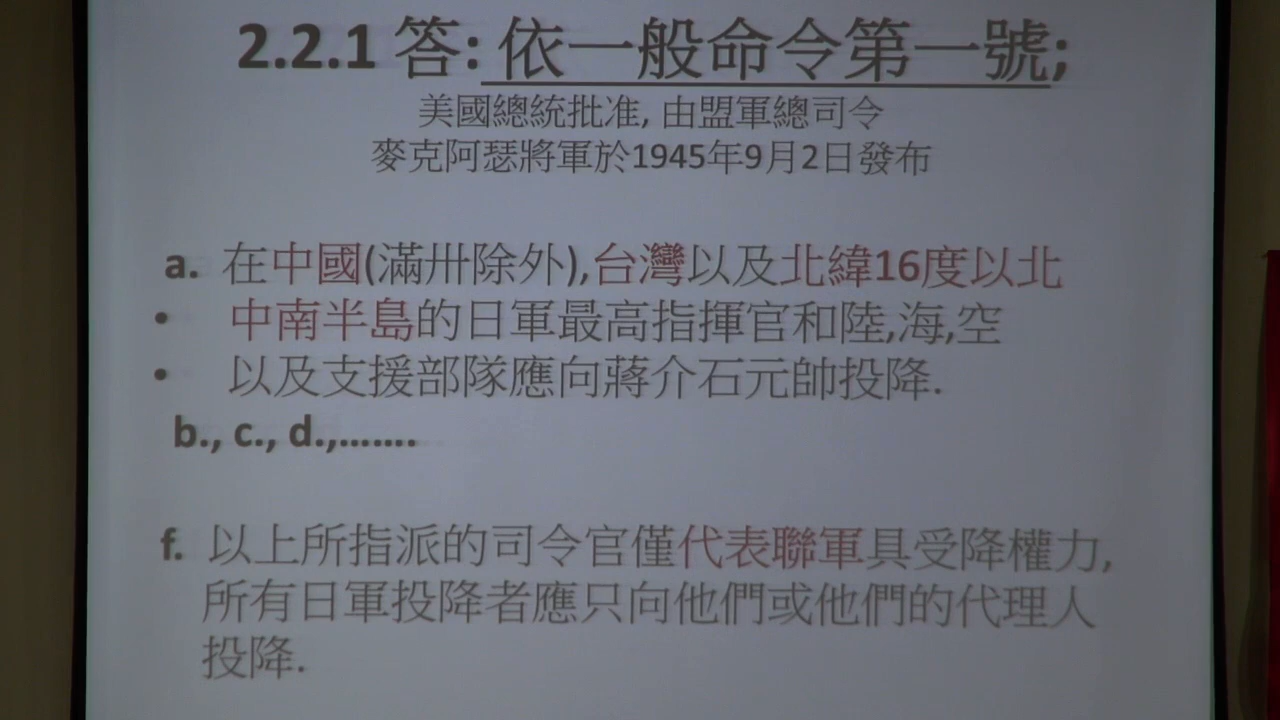 2.2.1 答: 依一般命令第一號;
美國總統批准, 由盟軍總司令
麥克阿瑟將軍於1945年9月2日發布
a. 在中國(滿卅除外),台灣以及北緯16度以北
• 中南半島的日軍最高指揮官和陸,海,空
• 以及支援部隊應向蔣介石元帥投降.
b., c., d.,.......
f. 以上所指派的司令官僅代表聯軍具受降權力,
所有日軍投降者應只向他們或他們的代理人
投降.